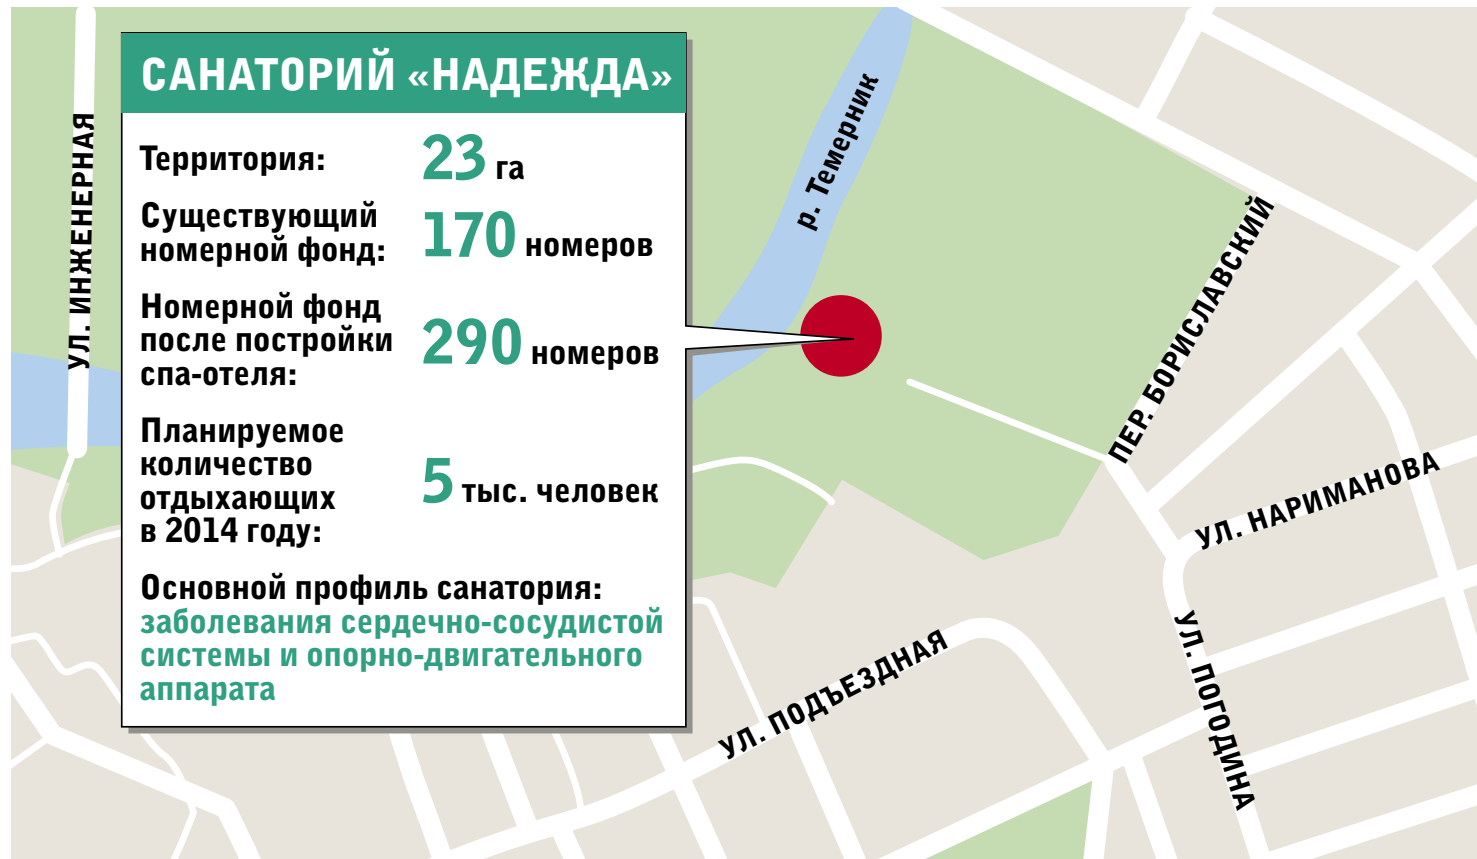 САНАТОРИЙ «НАДЕЖДА»
Территория: 23 га
Существующий
номерной фонд: 170 номеров
Номерной фонд
после постройки
спа-отеля: 290 номеров
Планируемое
количество
отдыхающих
в 2014 году: 5 тыс. человек
Основной профиль санатория:
заболевания сердечно-сосудистой
системы и опорно-двигательного
аппарата
УЛ. ИНЖЕНЕРНАЯ
р. Темерник
ПЕР. БОРИСЛАВСКИЙ
УЛ. НАРИМАНОВА
УЛ. ПОГОДИНА
УЛ. ПОДЪЕЗДНАЯ